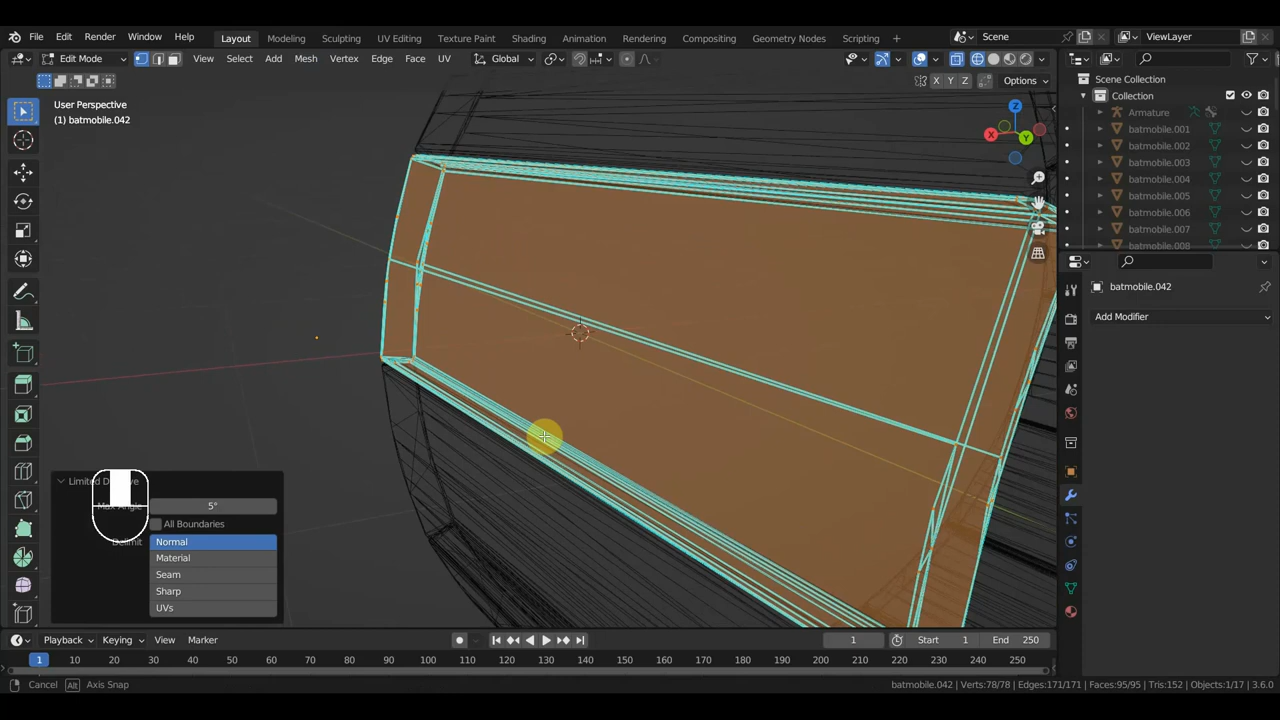 File Edit Render Window Help Layout Modeling Sculpting UV Editing Texture Paint Shading Animation Rendering Compositing Geometry Nodes Scripting + Scene ViewLayer
Edit Mode View Select Add Mesh Vertex Edge Face UV Global
X Y Z Options
User Perspective
(1) batmobile.042
Z
X
Y
Scene Collection
Collection
Armature
batmobile.001
batmobile.002
batmobile.003
batmobile.004
batmobile.005
batmobile.006
batmobile.007
batmobile.008
batmobile.042
Add Modifier
5°
All Boundaries
Normal
Material
Seam
Sharp
UVs
Playback Keying View Marker 1 Start 1 End 250
1 10 20 30 40 50 60 70 80 90 100 110 120 130 140 150 160 170 180 190 200 210 220 230 240 250
Cancel Alt Axis Snap batmobile.042 | Verts:78/78 | Edges:171/171 | Faces:95/95 | Tris:152 | Objects:1/17 | 3.6.0